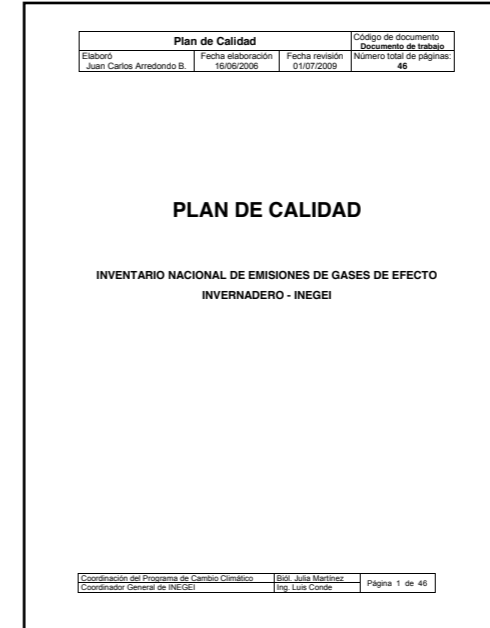 Plan de Calidad
Código de documento
Documento de trabajo
Elaboró
Juan Carlos Arredondo B.
Fecha elaboración
16/06/2006
Fecha revisión
01/07/2009
Número total de páginas:
46
PLAN DE CALIDAD
INVENTARIO NACIONAL DE EMISIONES DE GASES DE EFECTO
INVERNADERO - INEGEI
Coordinación del Programa de Cambio Climático
Biól. Julia Martínez
Coordinador General de INEGEI
Ing. Luis Conde
Página 1 de 46